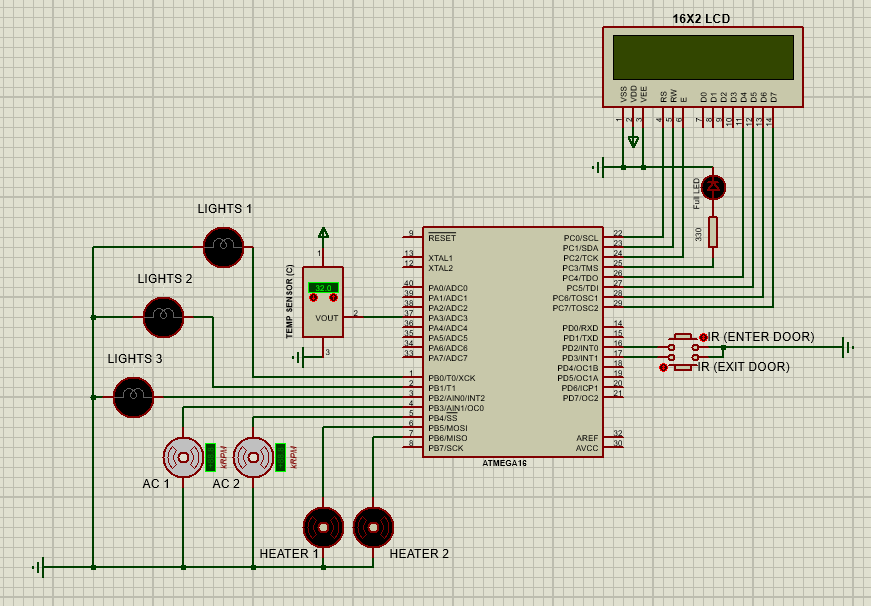 16X2 LCD
VSS
VDD
VEE
RS
RW
E
D0
D1
D2
D3
D4
D5
D6
D7
1
2
3
4
5
6
7
8
9
10
11
12
13
14
Full LED
330
LIGHTS 1
LIGHTS 2
LIGHTS 3
TEMP SENSOR (C)
1
32.0
VOUT
2
3
9 RESET
13 XTAL1
12 XTAL2
40 PA0/ADC0
39 PA1/ADC1
38 PA2/ADC2
37 PA3/ADC3
36 PA4/ADC4
35 PA5/ADC5
34 PA6/ADC6
33 PA7/ADC7
1 PB0/T0/XCK
2 PB1/T1
3 PB2/AIN0/INT2
4 PB3/AIN1/OC0
5 PB4/SS
6 PB5/MOSI
7 PB6/MISO
8 PB7/SCK
PC0/SCL 22
PC1/SDA 23
PC2/TCK 24
PC3/TMS 25
PC4/TDO 26
PC5/TDI 27
PC6/TOSC1 28
PC7/TOSC2 29
PD0/RXD 14
PD1/TXD 15
PD2/INT0 16
PD3/INT1 17
PD4/OC1B 18
PD5/OC1A 19
PD6/ICP1 20
PD7/OC2 21
AREF 32
AVCC 30
ATMEGA16
IR (ENTER DOOR)
IR (EXIT DOOR)
kRPM
kRPM
AC 1
AC 2
HEATER 1
HEATER 2